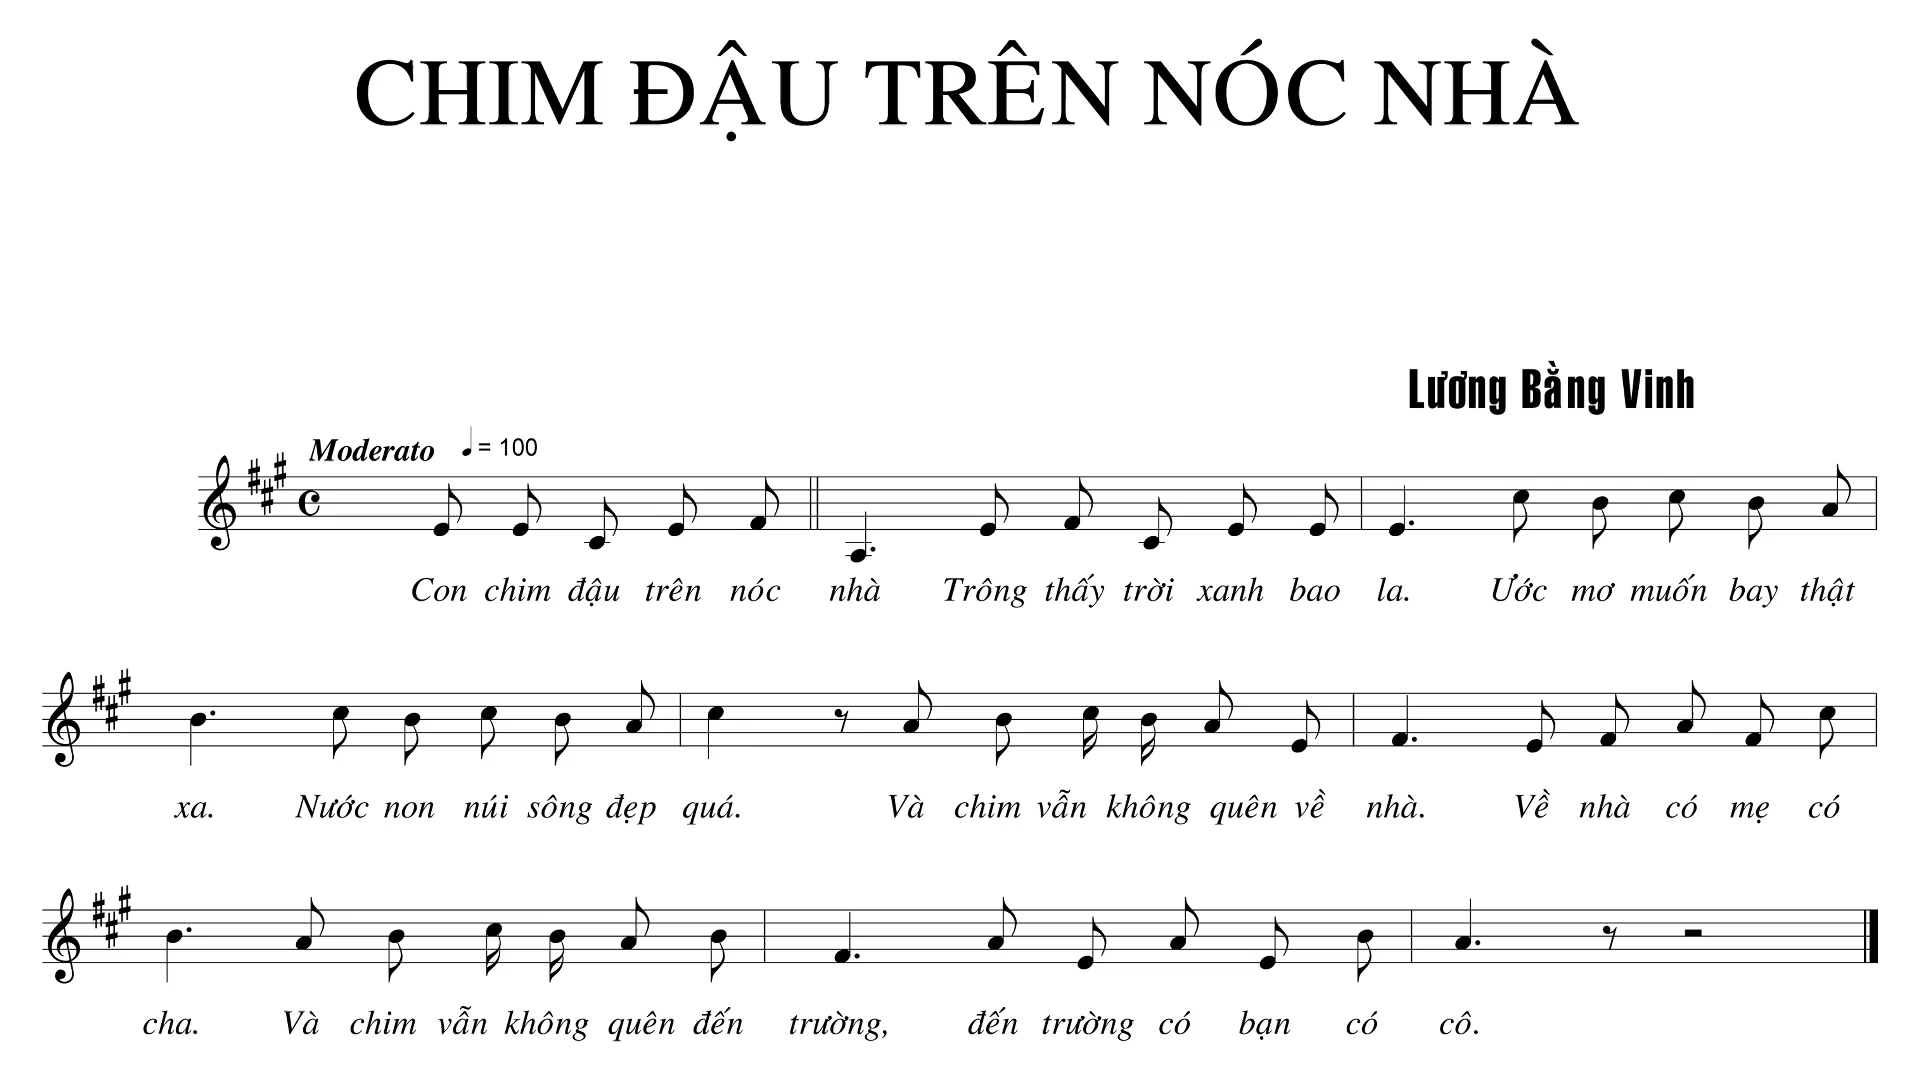 CHIM ĐẬU TRÊN NÓC NHÀ
Lương Bằng Vinh
Moderato = 100
Con chim đậu trên nóc nhà Trông thấy trời xanh bao la. Ước mơ muốn bay thật
xa. Nước non núi sông đẹp quá. Và chim vẫn không quên về nhà. Về nhà có mẹ có
cha. Và chim vẫn không quên đến trường, đến trường có bạn có cô.